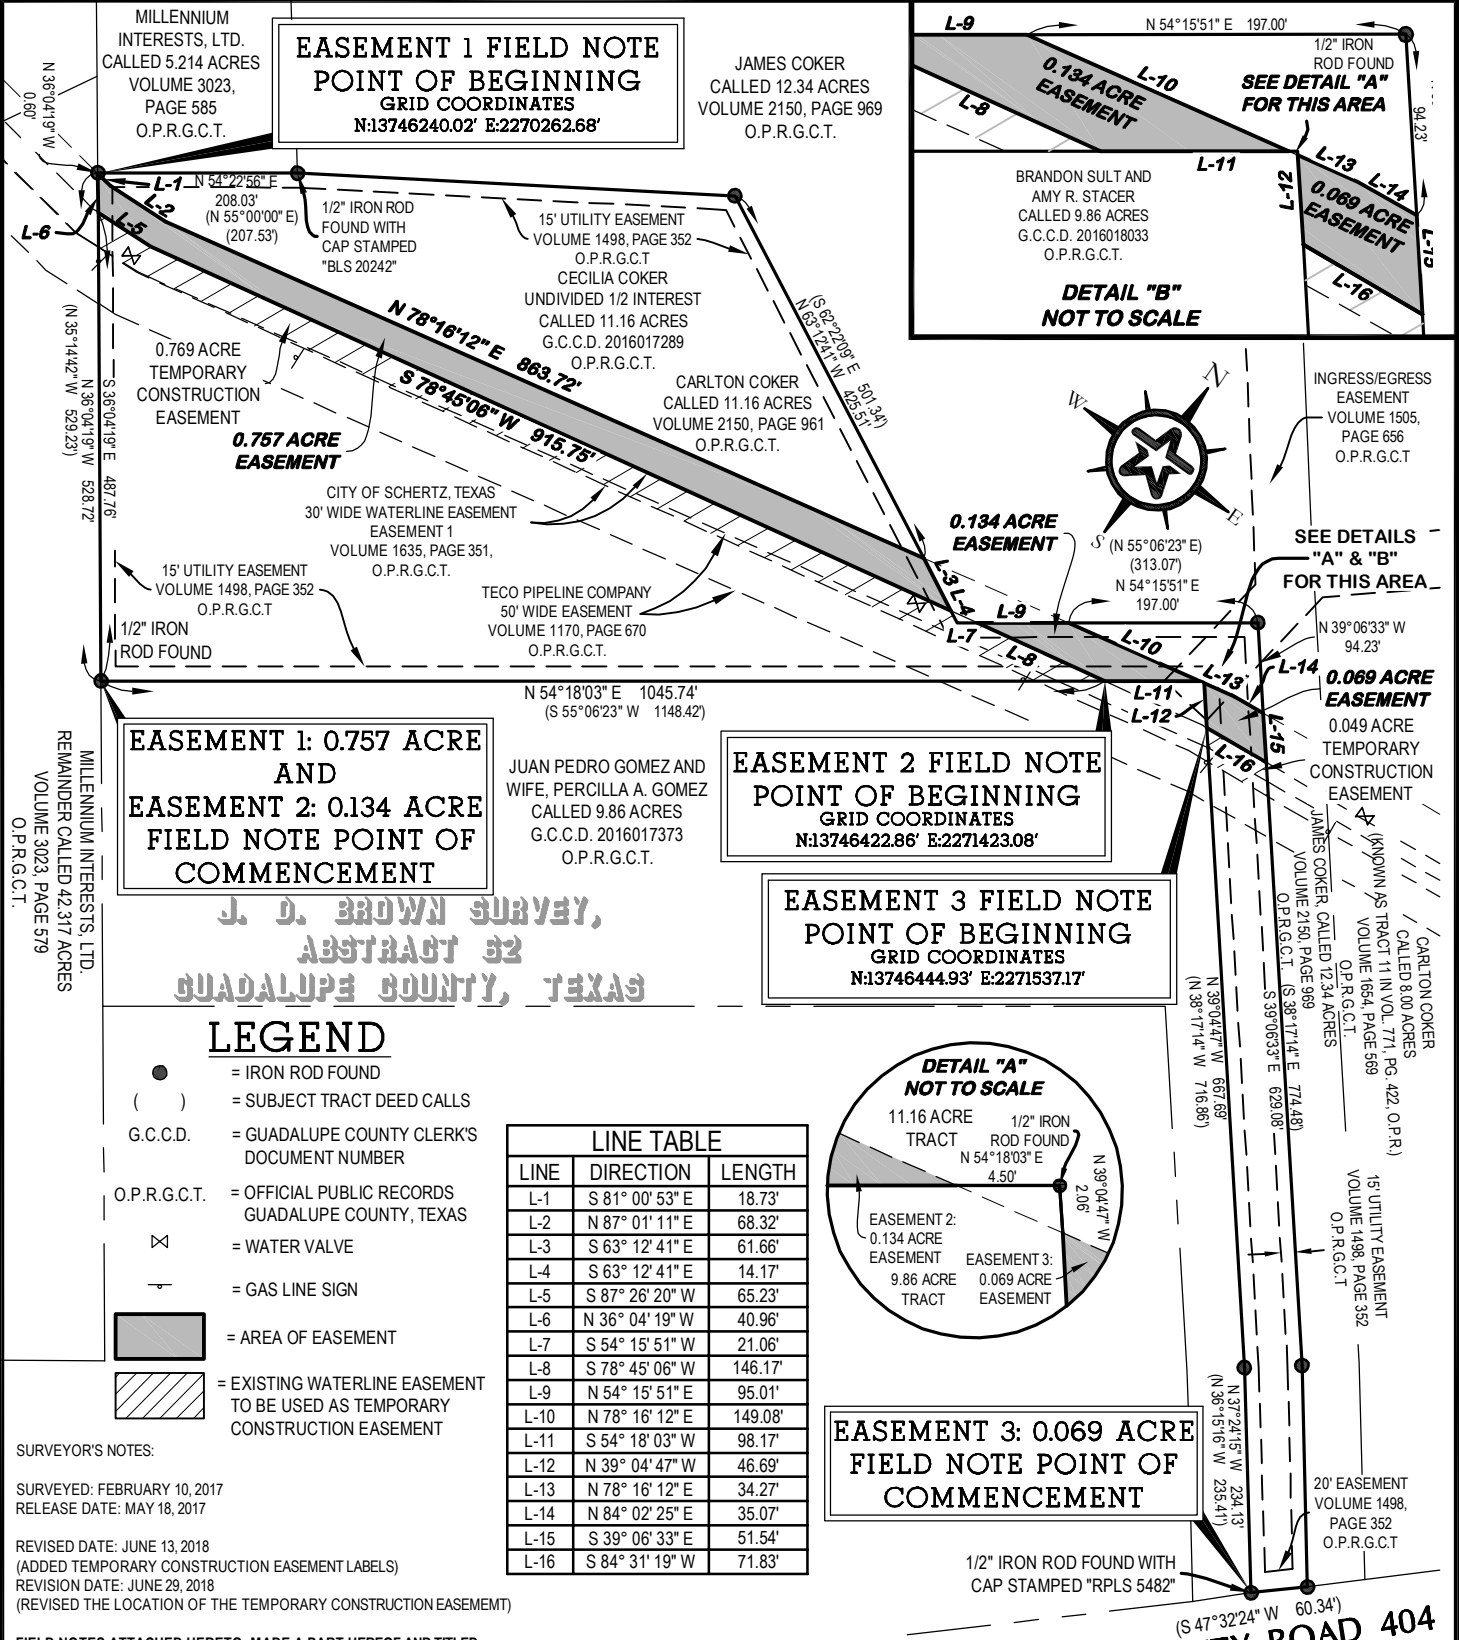 MILLENNIUM
INTERESTS, LTD.
CALLED 5.214 ACRES
VOLUME 3023,
PAGE 585
O.P.R.G.C.T.
EASEMENT 1 FIELD NOTE
POINT OF BEGINNING
GRID COORDINATES
N:13746240.02' E:2270262.68'
JAMES COKER
CALLED 12.34 ACRES
VOLUME 2150, PAGE 969
O.P.R.G.C.T.
N 36°04'19" W
0.60'
L-1
N 54°22'56" E
208.03'
(N 55°00'00" E)
(207.53')
L-2
L-5
L-6
1/2" IRON ROD
FOUND WITH
CAP STAMPED
"BLS 20242"
15' UTILITY EASEMENT
VOLUME 1498, PAGE 352
O.P.R.G.C.T
CECILIA COKER
UNDIVIDED 1/2 INTEREST
CALLED 11.16 ACRES
G.C.C.D. 2016017289
O.P.R.G.C.T.
CARLTON COKER
CALLED 11.16 ACRES
VOLUME 2150, PAGE 961
O.P.R.G.C.T.
(S 62°22'09" E 501.34')
N 63°12'41" W 425.51'
L-9
N 54°15'51" E 197.00'
1/2" IRON
ROD FOUND
0.134 ACRE
EASEMENT
L-10
SEE DETAIL "A"
FOR THIS AREA
L-8
94.23'
L-11
L-13
L-14
L-12
0.069 ACRE
EASEMENT
L-15
L-16
BRANDON SULT AND
AMY R. STACER
CALLED 9.86 ACRES
G.C.C.D. 2016018033
O.P.R.G.C.T.
DETAIL "B"
NOT TO SCALE
(N 35°14'42" W 529.23')
N 36°04'19" W 528.72'
S 36°04'19" E 487.76'
0.769 ACRE
TEMPORARY
CONSTRUCTION
EASEMENT
0.757 ACRE
EASEMENT
N 78°16'12" E 863.72'
S 78°45'06" W 915.75'
CITY OF SCHERTZ, TEXAS
30' WIDE WATERLINE EASEMENT
EASEMENT 1
VOLUME 1635, PAGE 351,
O.P.R.G.C.T.
15' UTILITY EASEMENT
VOLUME 1498, PAGE 352
O.P.R.G.C.T
1/2" IRON
ROD FOUND
TECO PIPELINE COMPANY
50' WIDE EASEMENT
VOLUME 1170, PAGE 670
O.P.R.G.C.T.
N
W
E
S
INGRESS/EGRESS
EASEMENT
VOLUME 1505,
PAGE 656
O.P.R.G.C.T
0.134 ACRE
EASEMENT
(N 55°06'23" E)
(313.07')
N 54°15'51" E
197.00'
SEE DETAILS
"A" & "B"
FOR THIS AREA
L-3
L-4
L-9
L-7
L-8
L-10
L-11
L-12
L-13
L-14
L-15
L-16
N 39°06'33" W
94.23'
0.069 ACRE
EASEMENT
0.049 ACRE
TEMPORARY
CONSTRUCTION
EASEMENT
N 54°18'03" E 1045.74'
(S 55°06'23" W 1148.42')
EASEMENT 1: 0.757 ACRE
AND
EASEMENT 2: 0.134 ACRE
FIELD NOTE POINT OF
COMMENCEMENT
JUAN PEDRO GOMEZ AND
WIFE, PERCILLA A. GOMEZ
CALLED 9.86 ACRES
G.C.C.D. 2016017373
O.P.R.G.C.T.
EASEMENT 2 FIELD NOTE
POINT OF BEGINNING
GRID COORDINATES
N:13746422.86' E:2271423.08'
EASEMENT 3 FIELD NOTE
POINT OF BEGINNING
GRID COORDINATES
N:13746444.93' E:2271537.17'
MILLENNIUM INTERESTS, LTD.
REMAINDER CALLED 42.317 ACRES
VOLUME 3023, PAGE 579
O.P.R.G.C.T.
J. D. BROWN SURVEY,
ABSTRACT 62
GUADALUPE COUNTY, TEXAS
CARLTON COKER
CALLED 8.00 ACRES
(KNOWN AS TRACT 11 IN VOL. 771, PG. 422, O.P.R.)
VOLUME 1654, PAGE 569
O.P.R.G.C.T.
JAMES COKER, CALLED 12.34 ACRES
VOLUME 2150, PAGE 969
O.P.R.G.C.T.
(S 38°17'14" E 774.48')
S 39°06'33" E 629.08'
N 39°04'47" W 667.69'
(N 38°17'14" W 716.86')
LEGEND
= IRON ROD FOUND
( ) = SUBJECT TRACT DEED CALLS
G.C.C.D. = GUADALUPE COUNTY CLERK'S
DOCUMENT NUMBER
O.P.R.G.C.T. = OFFICIAL PUBLIC RECORDS
GUADALUPE COUNTY, TEXAS
= WATER VALVE
= GAS LINE SIGN
= AREA OF EASEMENT
= EXISTING WATERLINE EASEMENT
TO BE USED AS TEMPORARY
CONSTRUCTION EASEMENT
LINE TABLE
LINE DIRECTION LENGTH
L-1 S 81° 00' 53" E 18.73'
L-2 N 87° 01' 11" E 68.32'
L-3 S 63° 12' 41" E 61.66'
L-4 S 63° 12' 41" E 14.17'
L-5 S 87° 26' 20" W 65.23'
L-6 N 36° 04' 19" W 40.96'
L-7 S 54° 15' 51" W 21.06'
L-8 S 78° 45' 06" W 146.17'
L-9 N 54° 15' 51" E 95.01'
L-10 N 78° 16' 12" E 149.08'
L-11 S 54° 18' 03" W 98.17'
L-12 N 39° 04' 47" W 46.69'
L-13 N 78° 16' 12" E 34.27'
L-14 N 84° 02' 25" E 35.07'
L-15 S 39° 06' 33" E 51.54'
L-16 S 84° 31' 19" W 71.83'
DETAIL "A"
NOT TO SCALE
11.16 ACRE
TRACT
1/2" IRON
ROD FOUND
N 54°18'03" E
4.50'
N 39°04'47" W
2.06'
EASEMENT 2:
0.134 ACRE
EASEMENT
9.86 ACRE
TRACT
EASEMENT 3:
0.069 ACRE
EASEMENT
15' UTILITY EASEMENT
VOLUME 1498, PAGE 352
O.P.R.G.C.T
EASEMENT 3: 0.069 ACRE
FIELD NOTE POINT OF
COMMENCEMENT
N 37°24'15" W 234.13'
(N 36°15'16" W 235.41')
20' EASEMENT
VOLUME 1498,
PAGE 352
O.P.R.G.C.T
1/2" IRON ROD FOUND WITH
CAP STAMPED "RPLS 5482"
(S 47°32'24" W 60.34')
ROAD 404
SURVEYOR'S NOTES:
SURVEYED: FEBRUARY 10, 2017
RELEASE DATE: MAY 18, 2017
REVISED DATE: JUNE 13, 2018
(ADDED TEMPORARY CONSTRUCTION EASEMENT LABELS)
REVISION DATE: JUNE 29, 2018
(REVISED THE LOCATION OF THE TEMPORARY CONSTRUCTION EASEMEMT)
FIELD NOTES ATTACHED HERETO, MADE A PART HEREOF AND TITLED